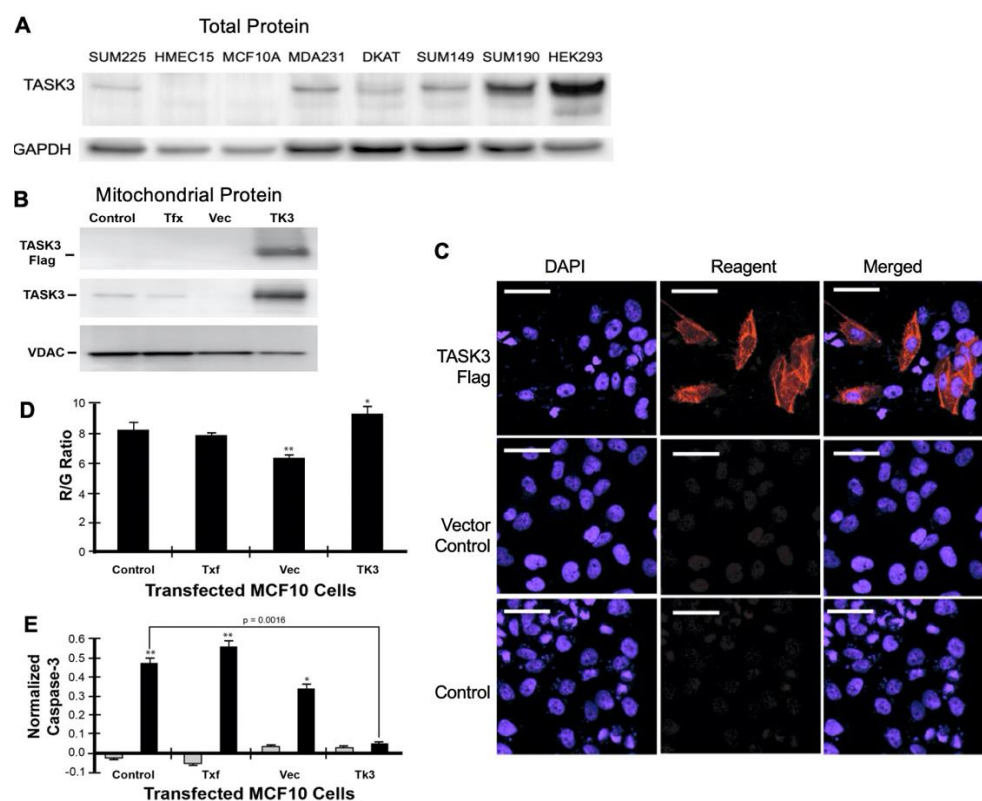 A
Total Protein
SUM225 HMEC15 MCF10A MDA231 DKAT SUM149 SUM190 HEK293
TASK3
GAPDH
B
Mitochondrial Protein
Control Tfx Vec TK3
TASK3
Flag
TASK3
VDAC
C
DAPI Reagent Merged
TASK3
Flag
Vector
Control
Control
D
R/G Ratio
10
8
6
4
2
0
**
*
Control Txf Vec TK3
Transfected MCF10 Cells
E
Normalized
Caspase-3
0.6
0.5
0.4
0.3
0.2
0.1
0.0
-0.1
p = 0.0016
**
**
*
Control Txf Vec Tk3
Transfected MCF10 Cells